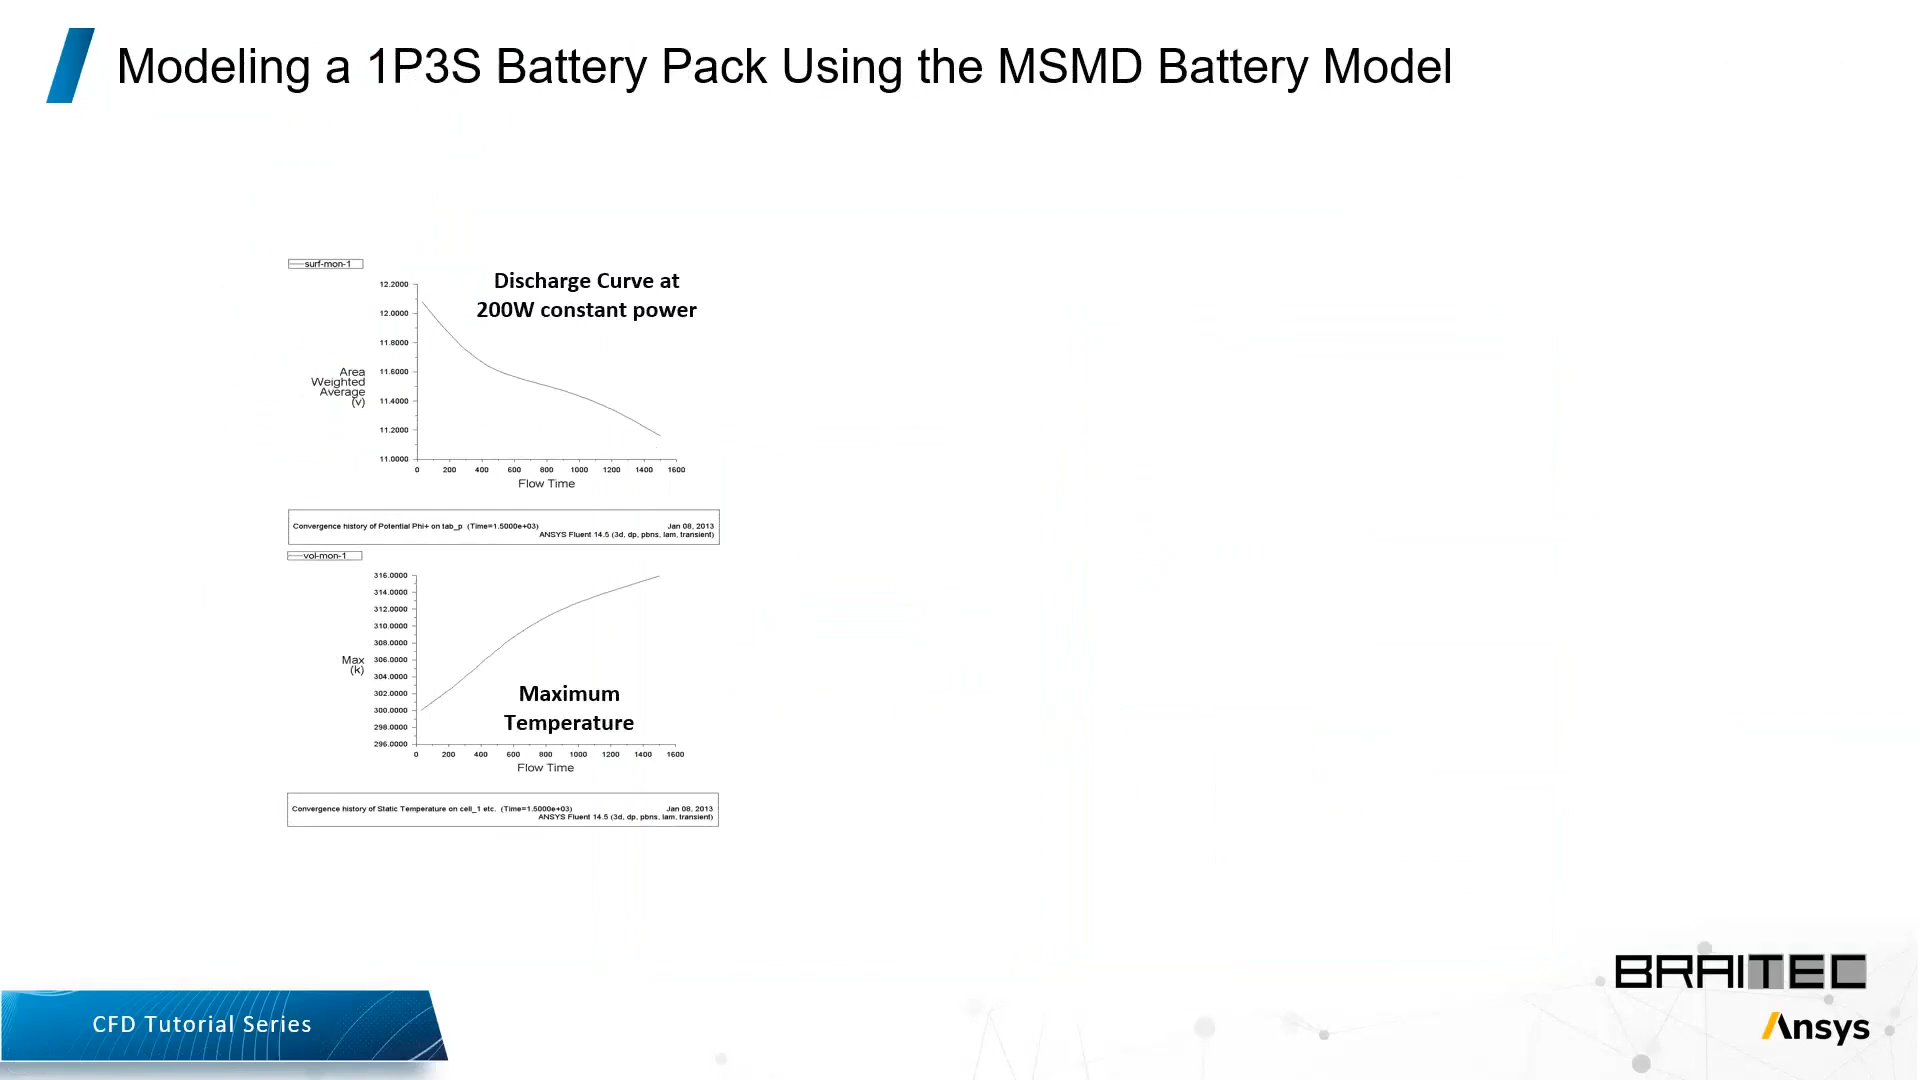 Modeling a 1P3S Battery Pack Using the MSMD Battery Model
surf-mon-1
Discharge Curve at
200W constant power
12.2000
12.0000
11.8000
11.6000
11.4000
11.2000
11.0000
Area
Weighted
Average
(v)
0 200 400 600 800 1000 1200 1400 1600
Flow Time
Convergence history of Potential Phi+ on tab_p (Time=1.5000e+03)
Jan 08, 2013
ANSYS Fluent 14.5 (3d, dp, pbns, lam, transient)
vol-mon-1
316.0000
314.0000
312.0000
310.0000
308.0000
306.0000
304.0000
302.0000
300.0000
298.0000
296.0000
Max
(k)
Maximum
Temperature
0 200 400 600 800 1000 1200 1400 1600
Flow Time
Convergence history of Static Temperature on cell_1 etc. (Time=1.5000e+03)
Jan 08, 2013
ANSYS Fluent 14.5 (3d, dp, pbns, lam, transient)
BRAITEC
CFD Tutorial Series
Ansys